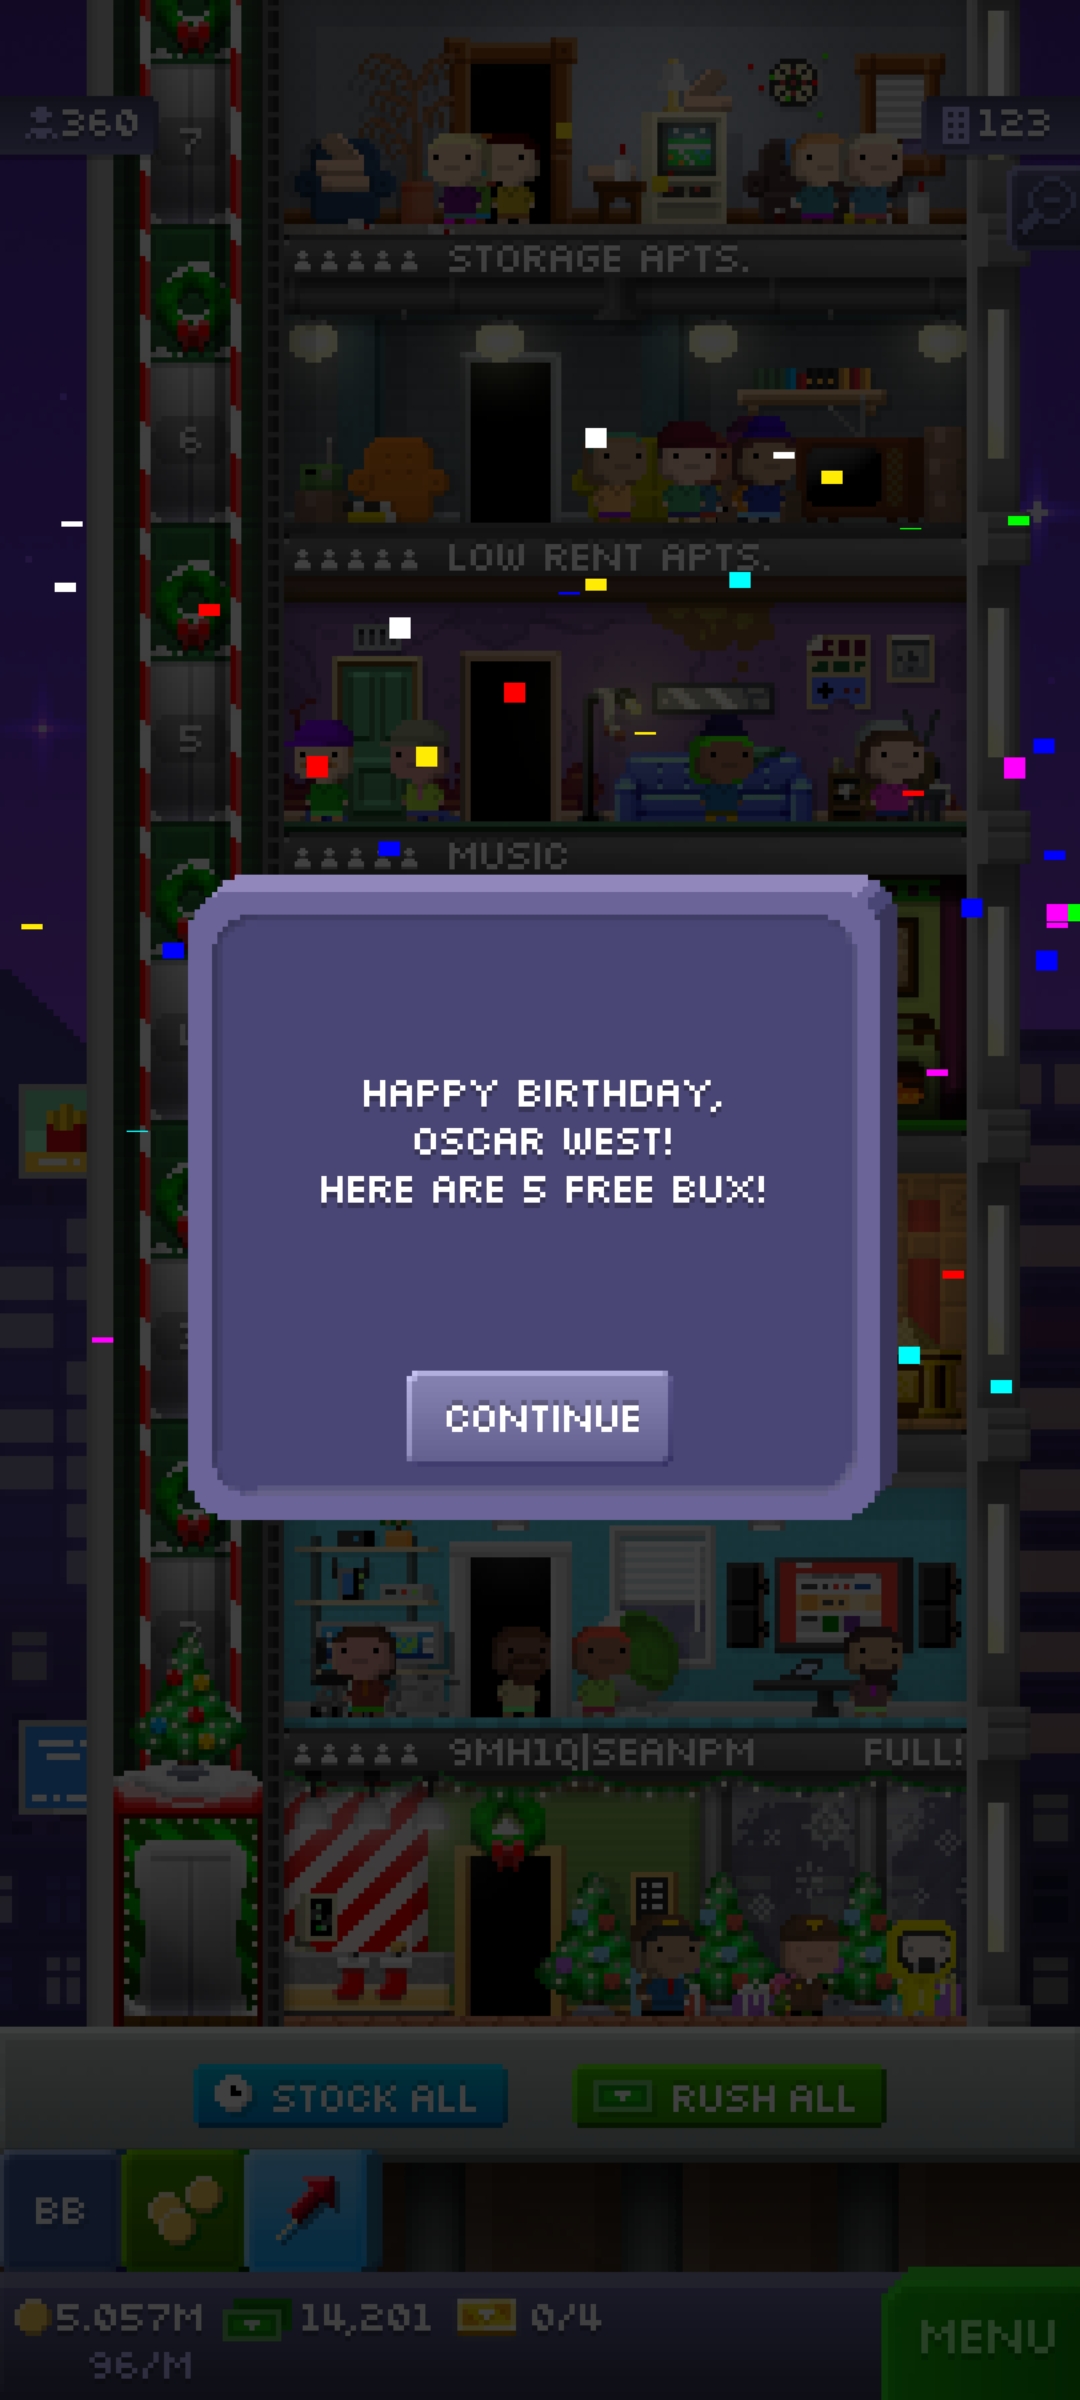 7
360
123
STORAGE APTS.
6
LOW RENT APTS.
5
MUSIC
HAPPY BIRTHDAY,
OSCAR WEST!
HERE ARE 5 FREE BUX!
CONTINUE
9MH1Q|SEANPM FULL!
STOCK ALL
RUSH ALL
BB
5.057M 14,201 0/4
96/M
MENU